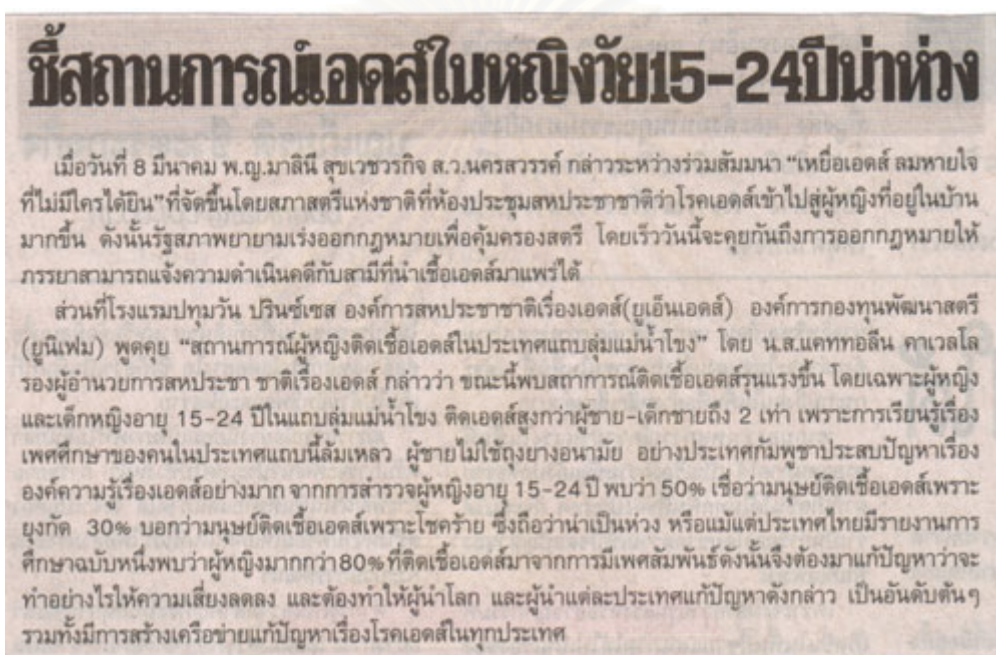 ชี้สถานการณ์เอดส์ในหญิงวัย15-24ปีน่าห่วง
เมื่อวันที่ 8 มีนาคม พ.ญ.มาลินี สุขเวชวรกิจ ส.ว.นครสวรรค์ กล่าวระหว่างร่วมสัมมนา “เหยื่อเอดส์ ลมหายใจ
ที่ไม่มีใครได้ยิน”ที่จัดขึ้นโดยสภาสตรีแห่งชาติที่ห้องประชุมสหประชาชาติว่าโรคเอดส์เข้าไปสู่ผู้หญิงที่อยู่ในบ้าน
มากขึ้น ดังนั้นรัฐสภาพยายามเร่งออกกฎหมายเพื่อคุ้มครองสตรี โดยเร็ววันนี้จะคุยกันถึงการออกกฎหมายให้
ภรรยาสามารถแจ้งความดำเนินคดีกับสามีที่นำเชื้อเอดส์มาแพร่ได้
ส่วนที่โรงแรมปทุมวัน ปริ๊นซ์เซส องค์การสหประชาชาติเรื่องเอดส์(ยูเอ็นเอดส์) องค์การกองทุนพัฒนาสตรี
(ยูนิเฟม) พูดคุย “สถานการณ์ผู้หญิงติดเชื้อเอดส์ในประเทศแถบลุ่มแม่น้ำโขง” โดย น.ส.แคททอลีน คาเวลโล
รองผู้อำนวยการสหประชา ชาติเรื่องเอดส์ กล่าวว่า ขณะนี้พบสถาการณ์ติดเชื้อเอดส์รุนแรงขึ้น โดยเฉพาะผู้หญิง
และเด็กหญิงอายุ 15-24 ปีในแถบลุ่มแม่น้ำโขง ติดเอดส์สูงกว่าผู้ชาย-เด็กชายถึง 2 เท่า เพราะการเรียนรู้เรื่อง
เพศศึกษาของคนในประเทศแถบนี้ล้มเหลว ผู้ชายไม่ใช้ถุงยางอนามัย อย่างประเทศกัมพูชาประสบปัญหาเรื่อง
องค์ความรู้เรื่องเอดส์อย่างมาก จากการสำรวจผู้หญิงอายุ 15-24 ปี พบว่า 50% เชื่อว่ามนุษย์ติดเชื้อเอดส์เพราะ
ยุงกัด 30% บอกว่ามนุษย์ติดเชื้อเอดส์เพราะโชคร้าย ซึ่งถือว่าน่าเป็นห่วง หรือแม้แต่ประเทศไทยมีรายงานการ
ศึกษาฉบับหนึ่งพบว่าผู้หญิงมากกว่า80%ที่ติดเชื้อเอดส์มาจากการมีเพศสัมพันธ์ดังนั้นจึงต้องมาแก้ปัญหาว่าจะ
ทำอย่างไรให้ความเสี่ยงลดลง และต้องทำให้ผู้นำโลก และผู้นำแต่ละประเทศแก้ปัญหาดังกล่าว เป็นอันดับต้นๆ
รวมทั้งมีการสร้างเครือข่ายแก้ปัญหาเรื่องโรคเอดส์ในทุกประเทศ